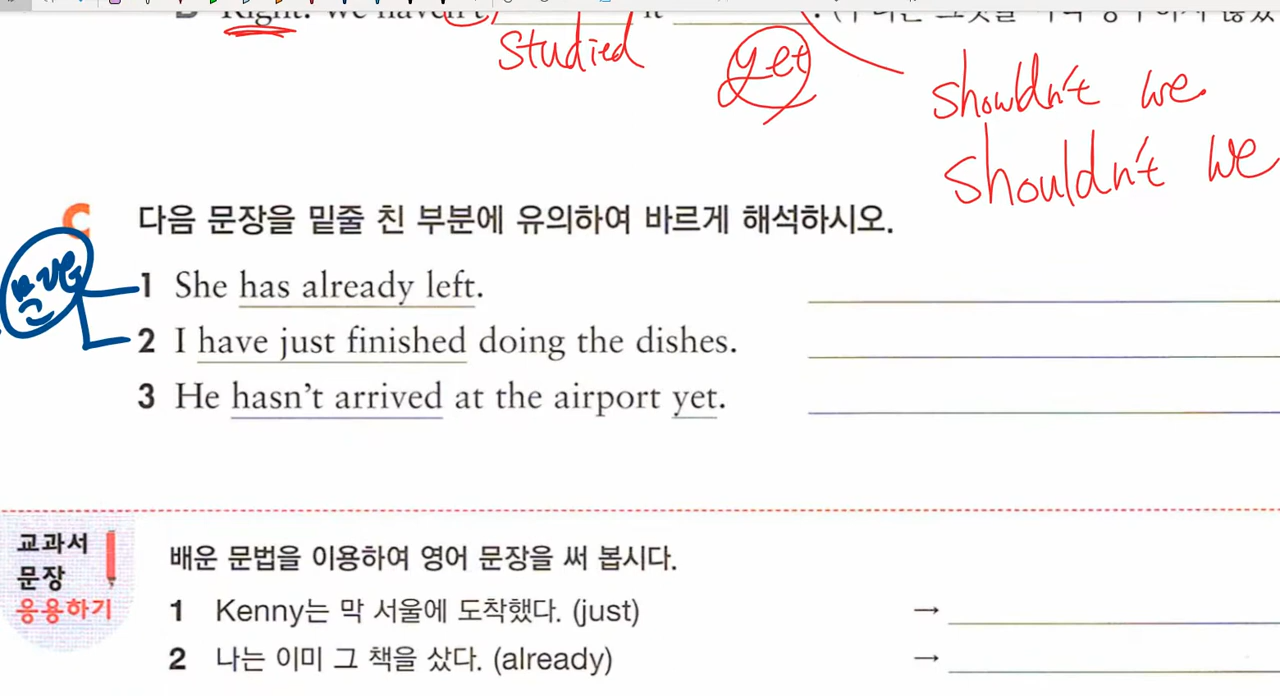 Right. We haven't it
studied
yet
shouldn't we.
shouldn't we
C 다음 문장을 밑줄 친 부분에 유의하여 바르게 해석하시오.
1 She has already left.
2 I have just finished doing the dishes.
3 He hasn't arrived at the airport yet.
교과서
문장
응용하기
배운 문법을 이용하여 영어 문장을 써 봅시다.
1 Kenny는 막 서울에 도착했다. (just) →
2 나는 이미 그 책을 샀다. (already) →